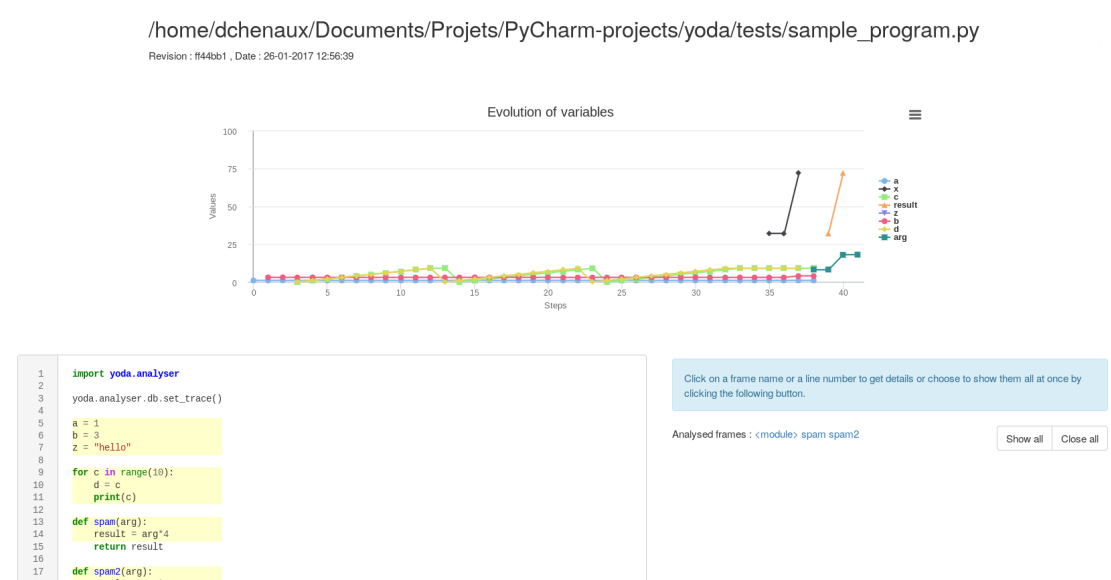 /home/dchenaux/Documents/Projets/PyCharm-projects/yoda/tests/sample_program.py
Revision : ff44bb1 , Date : 26-01-2017 12:56:39
Evolution of variables
100
75
50
25
0
Values
0 5 10 15 20 25 30 35 40
Steps
a
x
c
result
z
b
d
arg
1 import yoda.analyser
2
3 yoda.analyser.db.set_trace()
4
5 a = 1
6 b = 3
7 z = "hello"
8
9 for c in range(10):
10 d = c
11 print(c)
12
13 def spam(arg):
14 result = arg*4
15 return result
16
17 def spam2(arg):
Click on a frame name or a line number to get details or choose to show them all at once by
clicking the following button.
Analysed frames : <module> spam spam2
Show all Close all